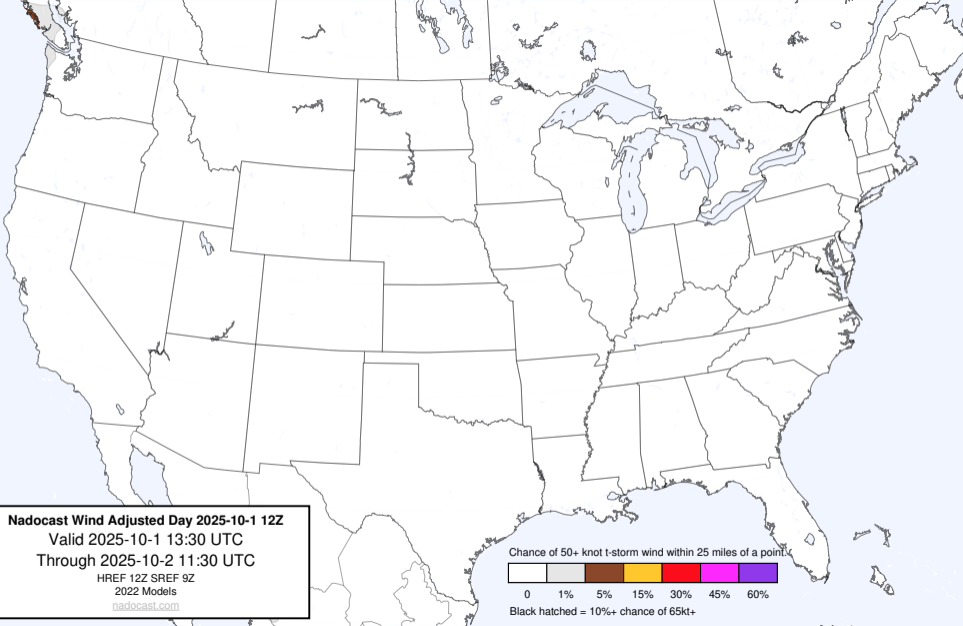 Nadocast Wind Adjusted Day 2025-10-1 12Z
Valid 2025-10-1 13:30 UTC
Through 2025-10-2 11:30 UTC
HREF 12Z SREF 9Z
2022 Models
nadocast.com
Chance of 50+ knot t-storm wind within 25 miles of a point.
0 1% 5% 15% 30% 45% 60%
Black hatched = 10%+ chance of 65kt+